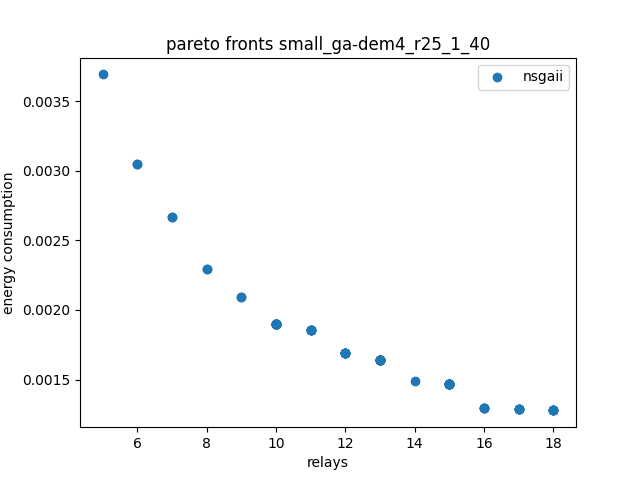 pareto fronts small_ga-dem4_r25_1_40
nsgaii
0.0035
0.0030
0.0025
0.0020
0.0015
energy consumption
6 8 10 12 14 16 18
relays